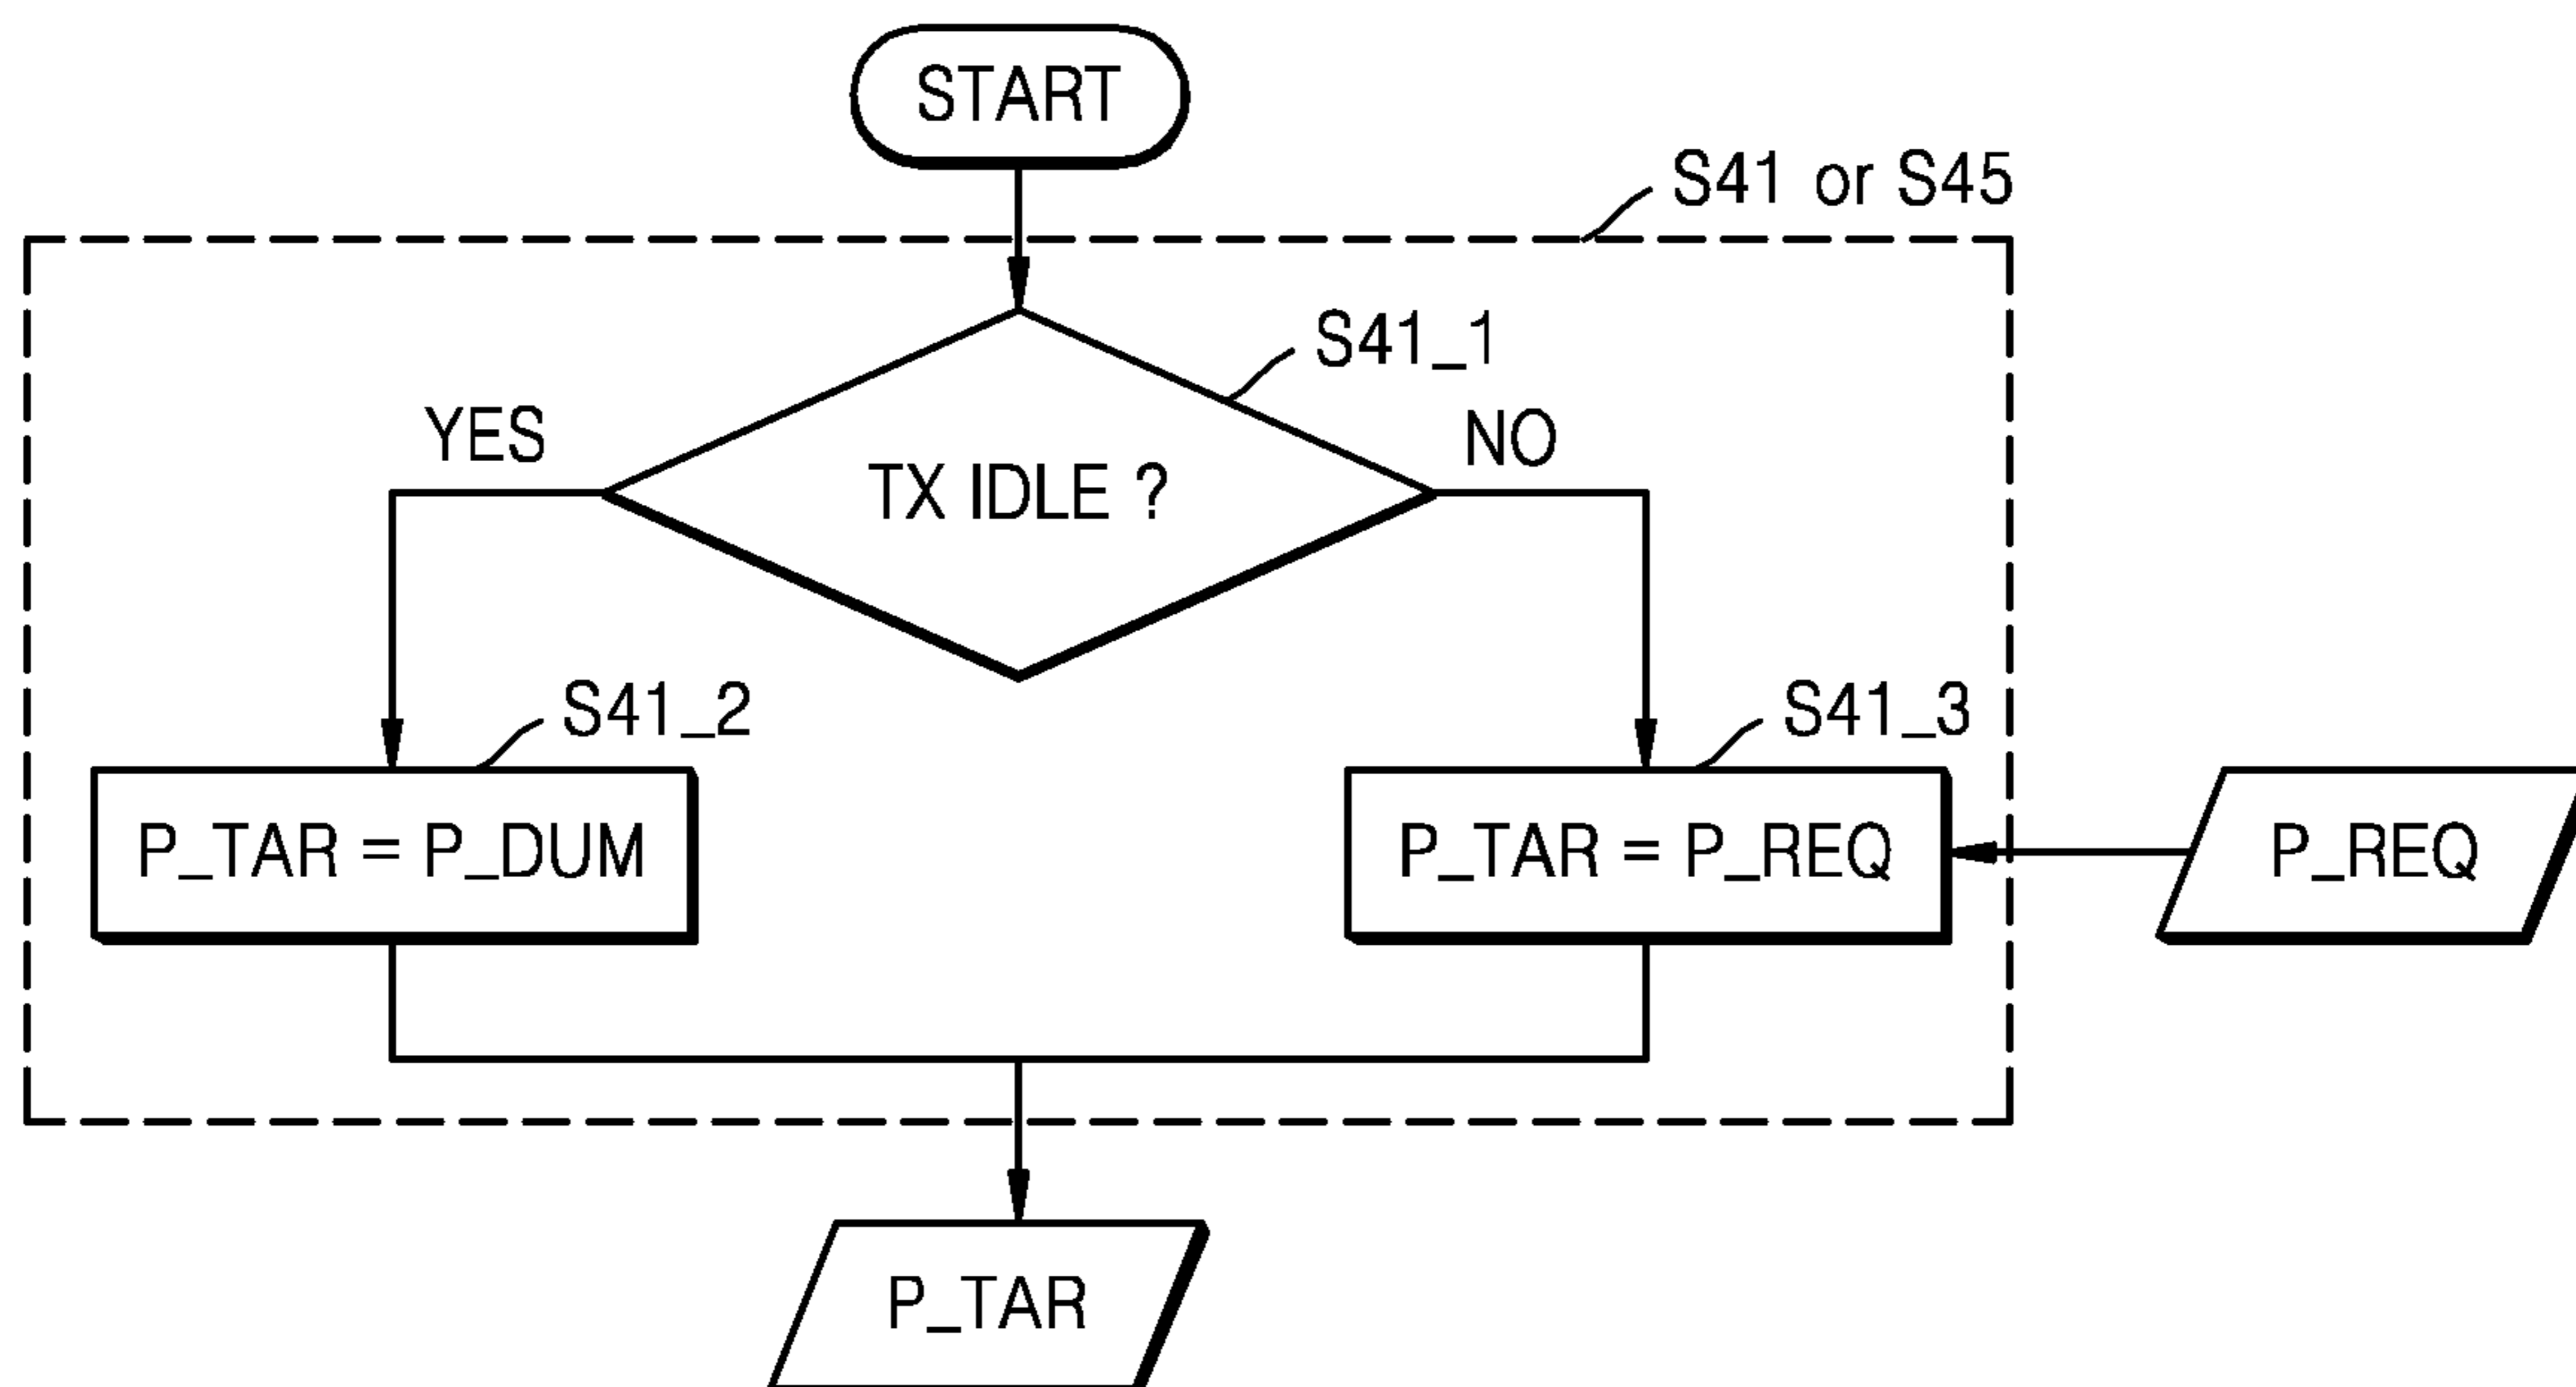 START
S41 or S45
S41_1
YES
NO
TX IDLE ?
S41_2
S41_3
P_TAR = P_DUM
P_TAR = P_REQ
P_REQ
P_TAR